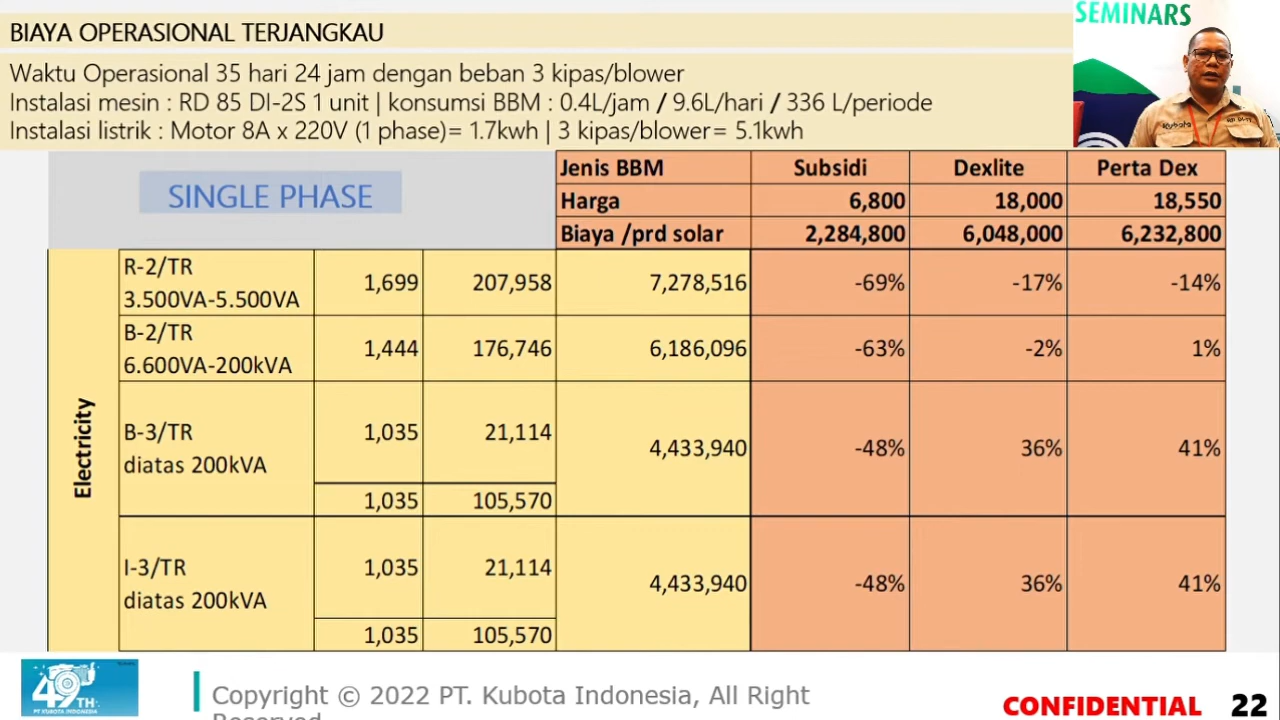 SEMINARS
BIAYA OPERASIONAL TERJANGKAU
Waktu Operasional 35 hari 24 jam dengan beban 3 kipas/blower
Instalasi mesin : RD 85 DI-2S 1 unit | konsumsi BBM : 0.4L/jam / 9.6L/hari / 336 L/periode
Instalasi listrik : Motor 8A x 220V (1 phase)= 1.7kwh | 3 kipas/blower= 5.1kwh
Kubota
SINGLE PHASE
Jenis BBM Subsidi Dexlite Perta Dex
Harga 6,800 18,000 18,550
Biaya /prd solar 2,284,800 6,048,000 6,232,800
Electricity
R-2/TR
3.500VA-5.500VA 1,699 207,958 7,278,516 -69% -17% -14%
B-2/TR
6.600VA-200kVA 1,444 176,746 6,186,096 -63% -2% 1%
B-3/TR
diatas 200kVA 1,035 21,114 4,433,940 -48% 36% 41%
1,035 105,570
I-3/TR
diatas 200kVA 1,035 21,114 4,433,940 -48% 36% 41%
1,035 105,570
49TH
PT KUBOTA INDONESIA
Copyright © 2022 PT. Kubota Indonesia, All Right
Reserved
CONFIDENTIAL 22